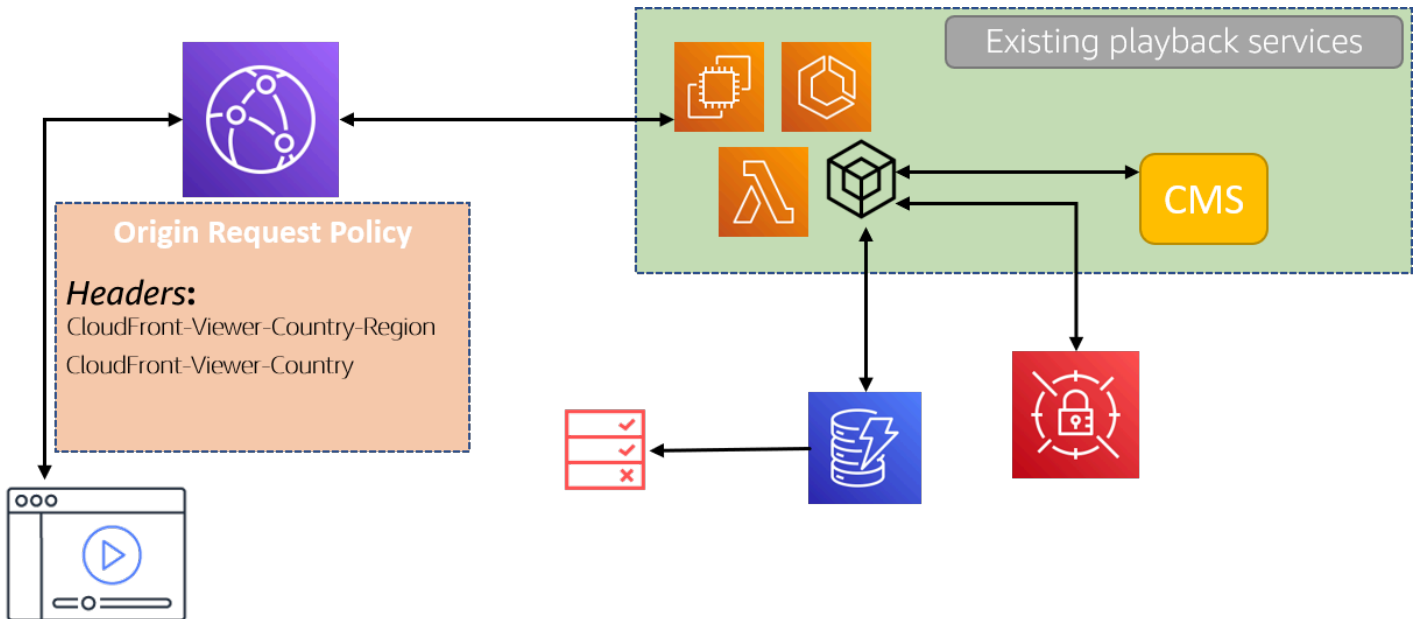 Existing playback services
CMS
Origin Request Policy
Headers:
CloudFront-Viewer-Country-Region
CloudFront-Viewer-Country